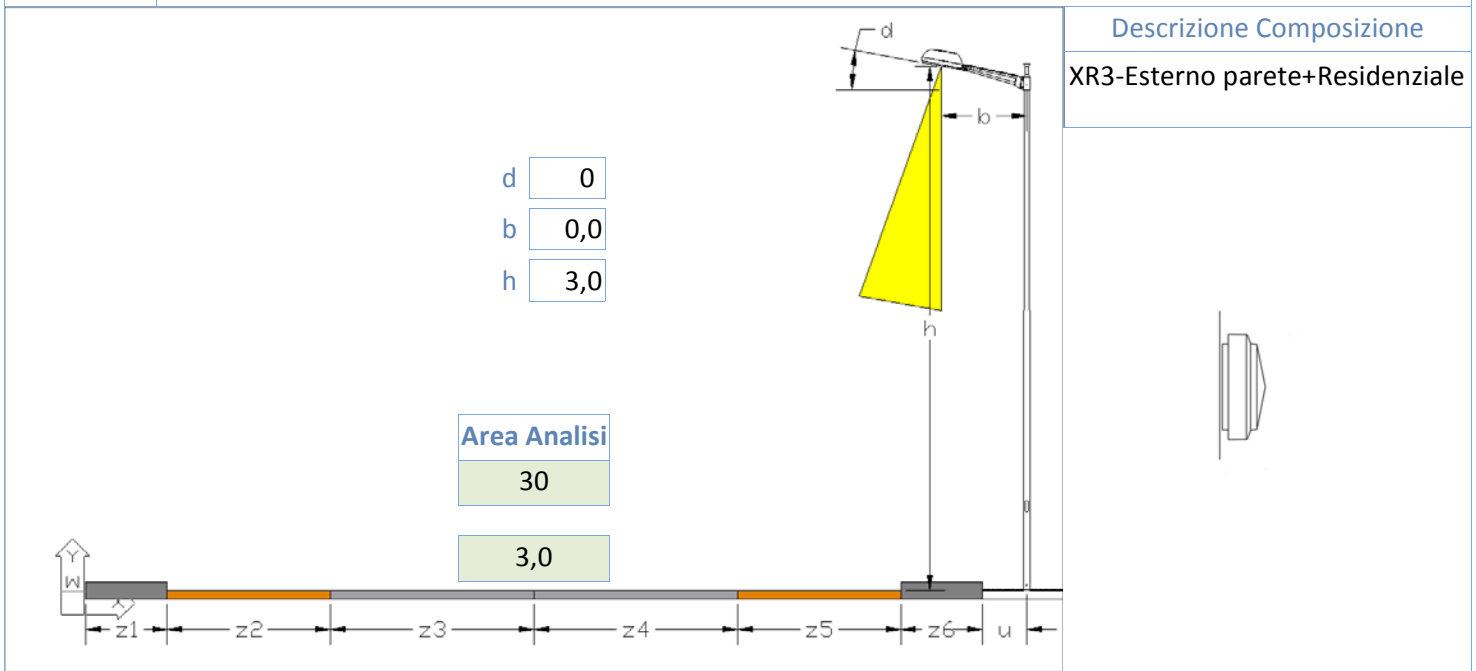 Descrizione Composizione
XR3-Esterno parete+Residenziale
d
b
d 0
b 0,0
h 3,0
h
Area Analisi
30
3,0
Y
W
X
z1 z2 z3 z4 z5 z6 u